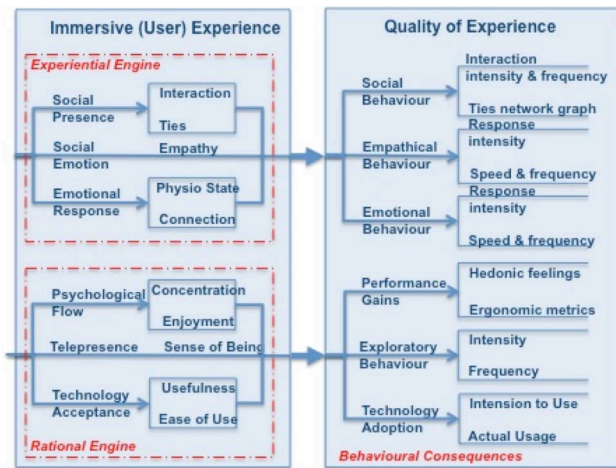 Immersive (User) Experience
Experiential Engine
Social
Presence
Interaction
Ties
Social
Emotion
Empathy
Emotional
Response
Physio State
Connection
Psychological
Flow
Concentration
Enjoyment
Telepresence
Sense of Being
Technology
Acceptance
Usefulness
Ease of Use
Rational Engine
Quality of Experience
Social
Behaviour
Interaction
intensity & frequency
Ties network graph
Empathical
Behaviour
Response
intensity
Speed & frequency
Emotional
Behaviour
Response
intensity
Speed & frequency
Performance
Gains
Hedonic feelings
Ergonomic metrics
Exploratory
Behaviour
Intensity
Frequency
Technology
Adoption
Intension to Use
Actual Usage
Behavioural Consequences